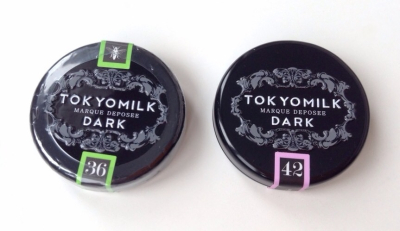 TOKYOMILK
MARQUE DEPOSEE
DARK
36
TOKYOMILK
MARQUE DEPOSEE
DARK
42